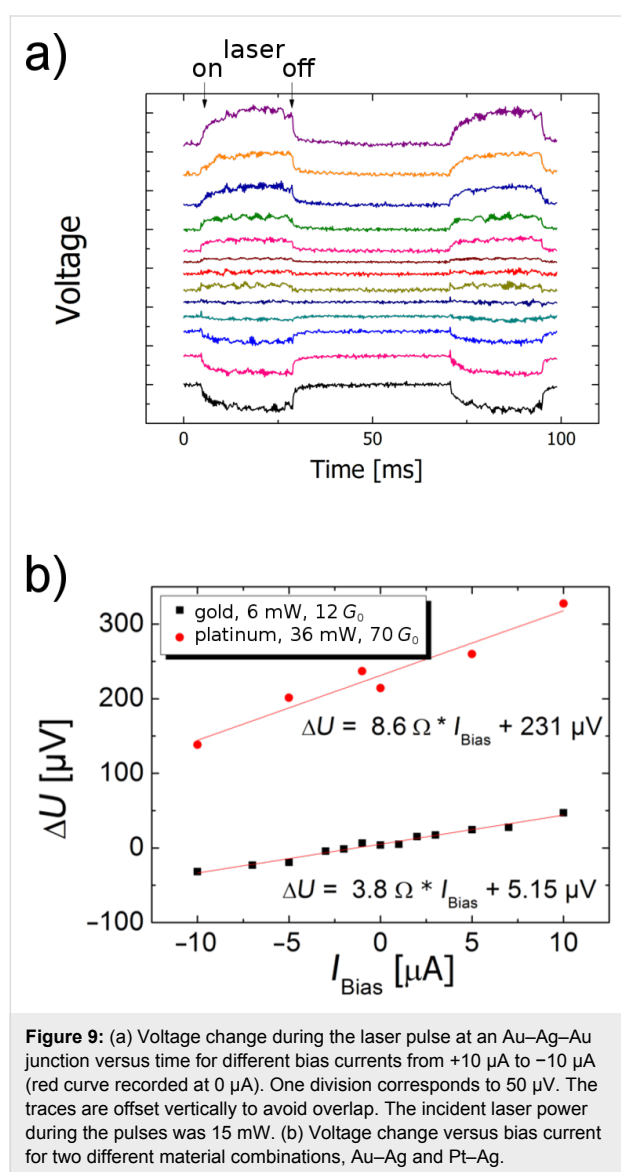 a)
laser
on off
Voltage
0 50 100
Time [ms]
b)
gold, 6 mW, 12 G₀
platinum, 36 mW, 70 G₀
300
200
100
0
−100
ΔU [µV]
ΔU = 8.6 Ω * I_Bias + 231 µV
ΔU = 3.8 Ω * I_Bias + 5.15 µV
−10 −5 0 5 10
I_Bias [µA]
Figure 9: (a) Voltage change during the laser pulse at an Au–Ag–Au
junction versus time for different bias currents from +10 µA to −10 µA
(red curve recorded at 0 µA). One division corresponds to 50 µV. The
traces are offset vertically to avoid overlap. The incident laser power
during the pulses was 15 mW. (b) Voltage change versus bias current
for two different material combinations, Au–Ag and Pt–Ag.